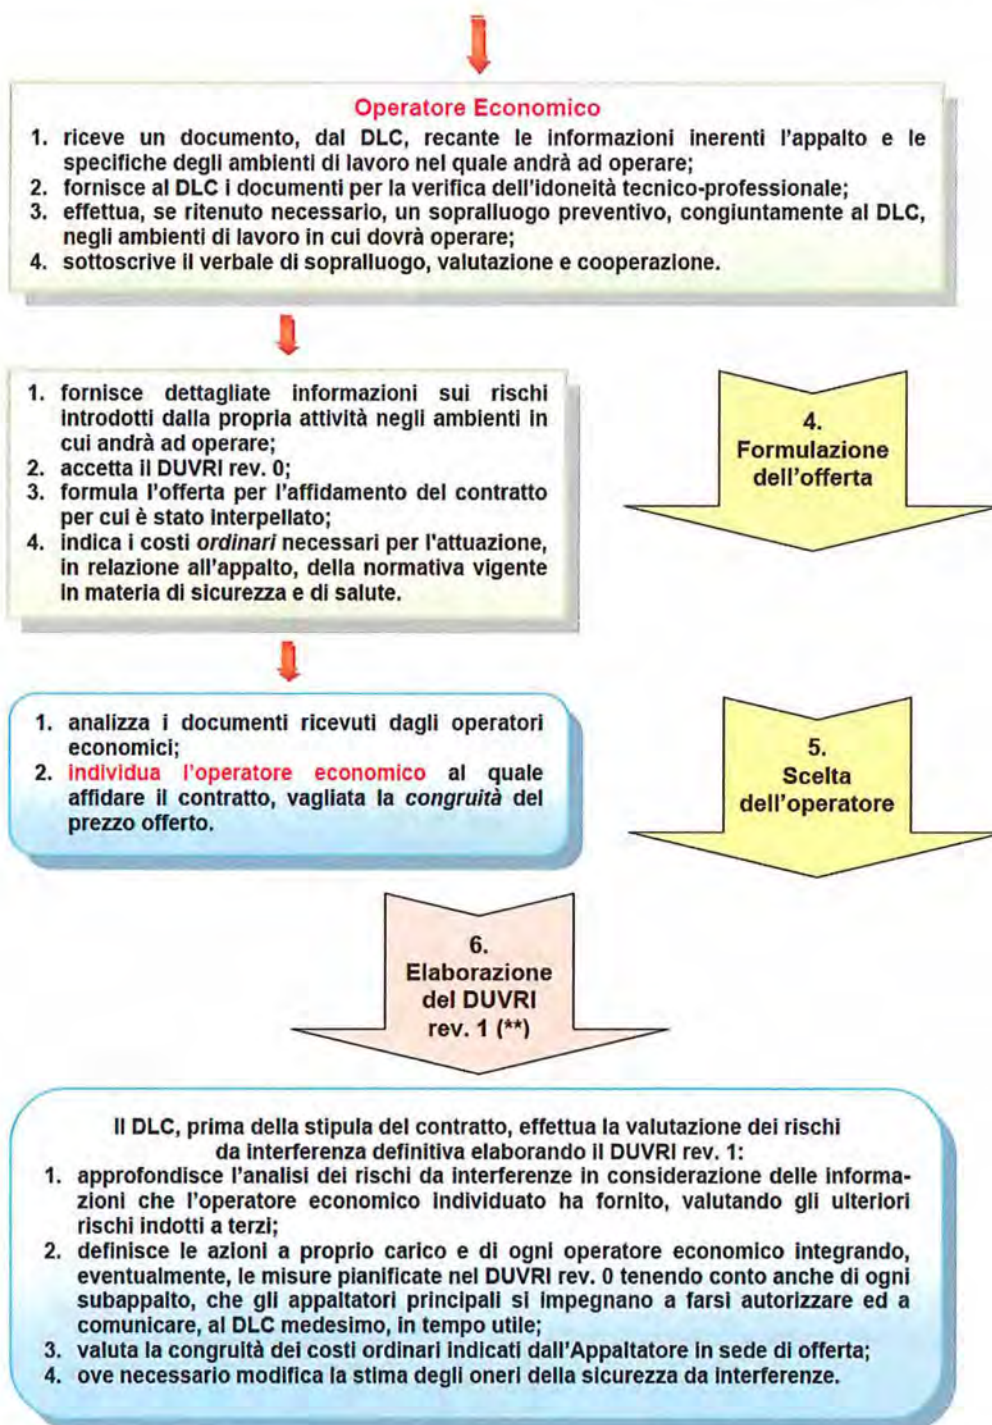 Operatore Economico
1. riceve un documento, dal DLC, recante le informazioni inerenti l'appalto e le
specifiche degli ambienti di lavoro nel quale andrà ad operare;
2. fornisce al DLC i documenti per la verifica dell'idoneità tecnico-professionale;
3. effettua, se ritenuto necessario, un sopralluogo preventivo, congiuntamente al DLC,
negli ambienti di lavoro in cui dovrà operare;
4. sottoscrive il verbale di sopralluogo, valutazione e cooperazione.
1. fornisce dettagliate informazioni sui rischi
introdotti dalla propria attività negli ambienti in
cui andrà ad operare;
2. accetta il DUVRI rev. 0;
3. formula l'offerta per l'affidamento del contratto
per cui è stato interpellato;
4. indica i costi ordinari necessari per l'attuazione,
in relazione all'appalto, della normativa vigente
in materia di sicurezza e di salute.
4.
Formulazione
dell'offerta
1. analizza i documenti ricevuti dagli operatori
economici;
2. individua l'operatore economico al quale
affidare il contratto, vagliata la congruità del
prezzo offerto.
5.
Scelta
dell'operatore
6.
Elaborazione
del DUVRI
rev. 1 (**)
Il DLC, prima della stipula del contratto, effettua la valutazione dei rischi
da interferenza definitiva elaborando il DUVRI rev. 1:
1. approfondisce l'analisi dei rischi da interferenze in considerazione delle informa-
zioni che l'operatore economico individuato ha fornito, valutando gli ulteriori
rischi indotti a terzi;
2. definisce le azioni a proprio carico e di ogni operatore economico integrando,
eventualmente, le misure pianificate nel DUVRI rev. 0 tenendo conto anche di ogni
subappalto, che gli appaltatori principali si impegnano a farsi autorizzare ed a
comunicare, al DLC medesimo, in tempo utile;
3. valuta la congruità dei costi ordinari indicati dall'Appaltatore in sede di offerta;
4. ove necessario modifica la stima degli oneri della sicurezza da interferenze.